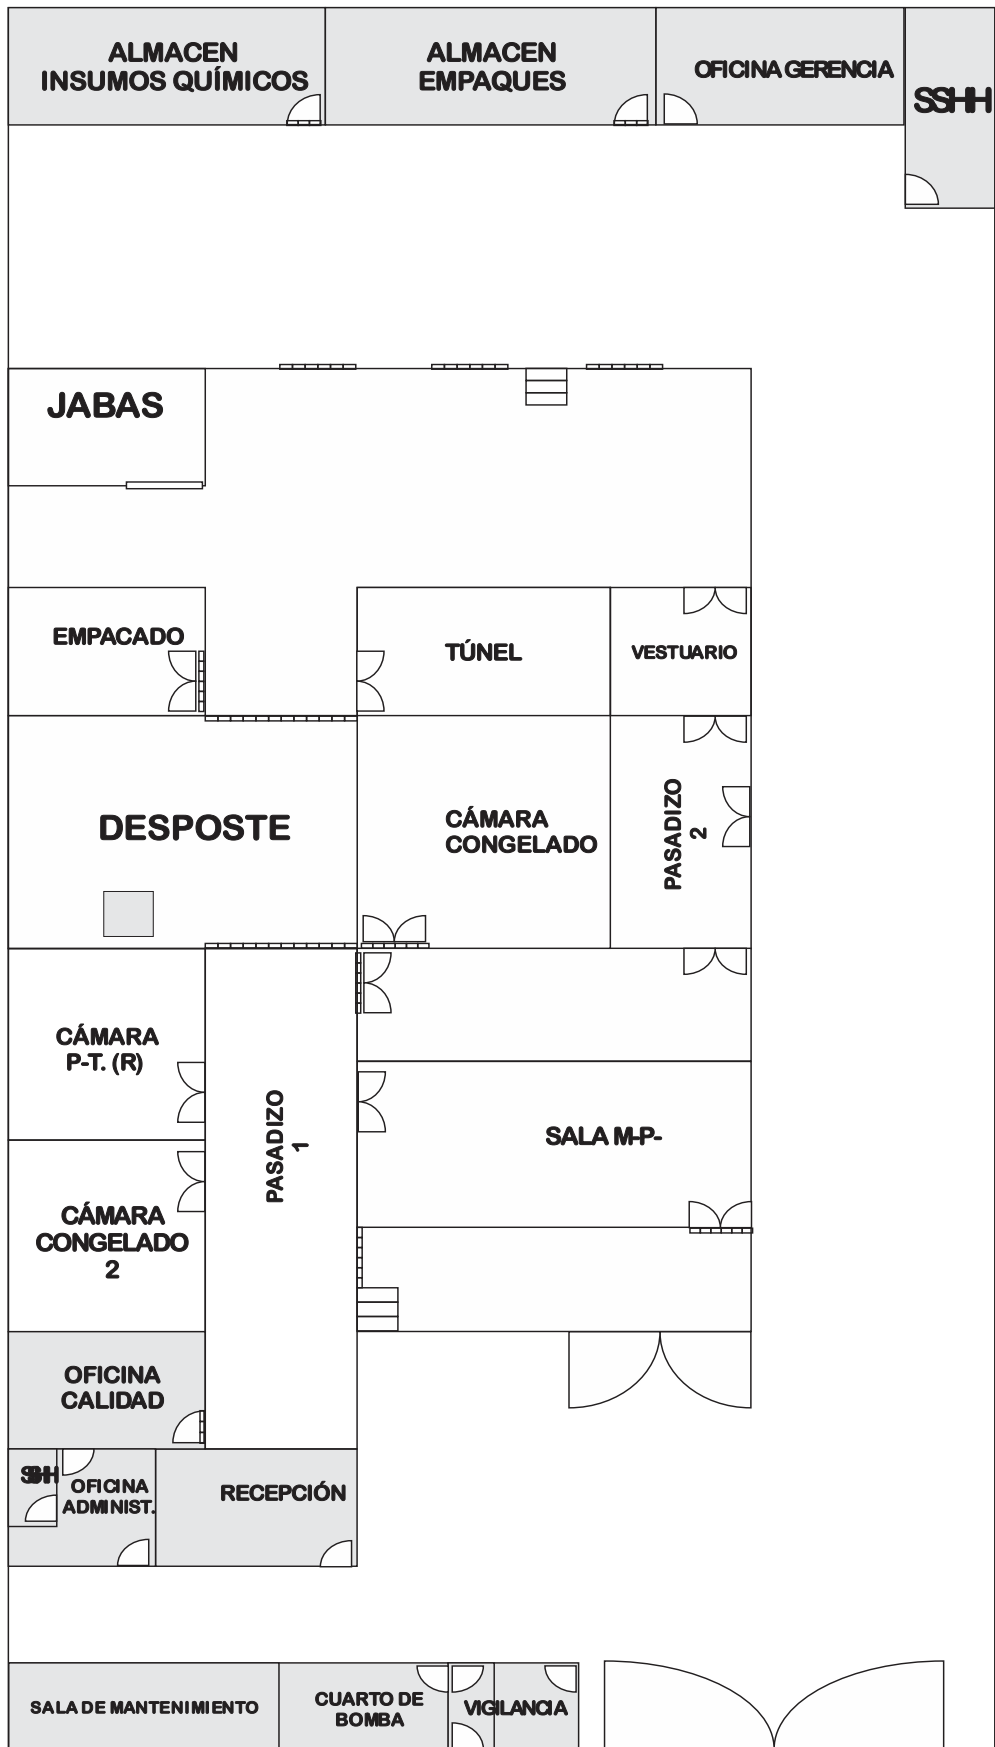 ALMACEN
INSUMOS QUÍMICOS
ALMACEN
EMPAQUES
OFICINA GERENCIA
SSHH
JABAS
EMPACADO
TÚNEL
VESTUARIO
DESPOSTE
CÁMARA
CONGELADO
PASADIZO
2
CÁMARA
P-T. (R)
PASADIZO
1
SALA M-P-
CÁMARA
CONGELADO
2
OFICINA
CALIDAD
SSHH
OFICINA
ADMINIST.
RECEPCIÓN
SALA DE MANTENIMIENTO
CUARTO DE
BOMBA
VIGILANCIA